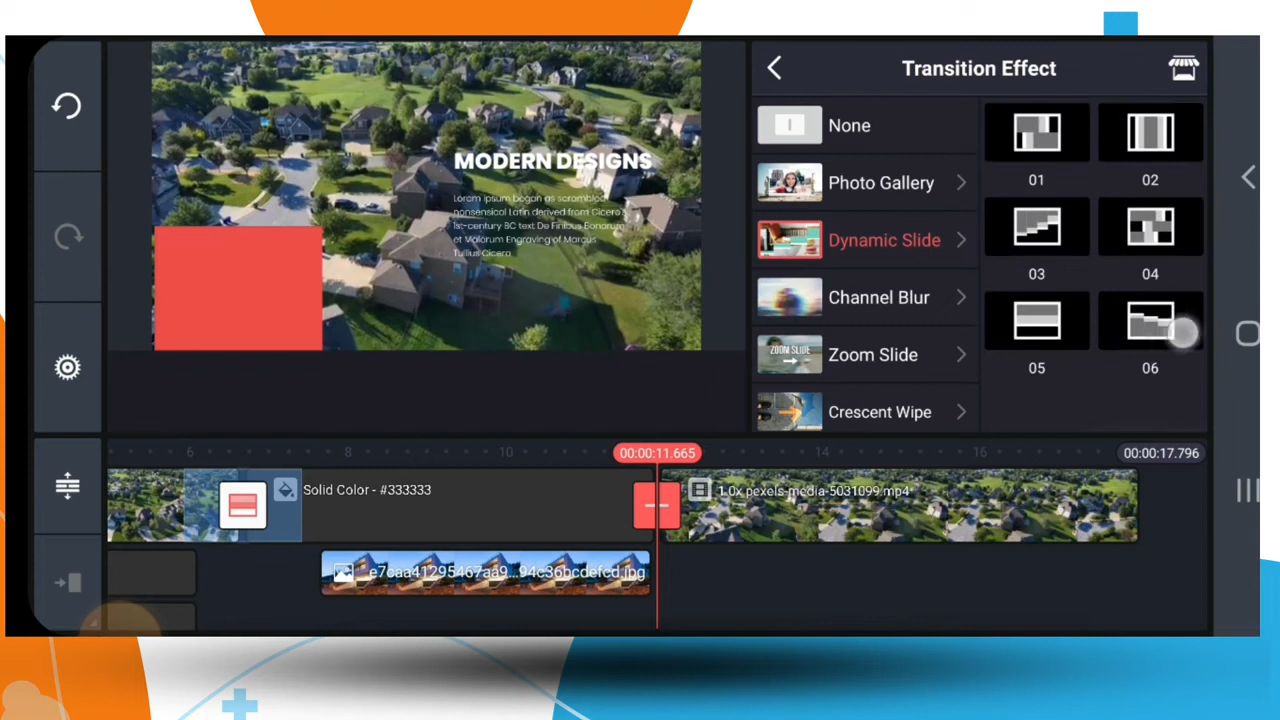 Transition Effect
None
Photo Gallery
Dynamic Slide
Channel Blur
Zoom Slide
Crescent Wipe
ZOOM SLIDE
01
02
03
04
05
06
MODERN DESIGNS
Lorem Ipsum began as scrambled
nonsensical Latin derived from Cicero's
1st-century BC text De Finibus Bonorum
et Malorum Engraving of Marcus
Tullius Cicero
6
8
10
00:00:11.665
14
16
00:00:17.796
Solid Color - #333333
1.0x pexels-media-5031099.mp4
e7caa41295467aa9...94c36bcdefcd.jpg